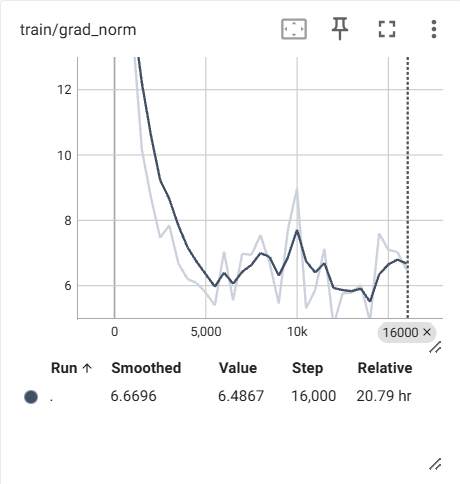 train/grad_norm
12
10
8
6
0
5,000
10k
16000 ×
Run ↑ Smoothed Value Step Relative
. 6.6696 6.4867 16,000 20.79 hr